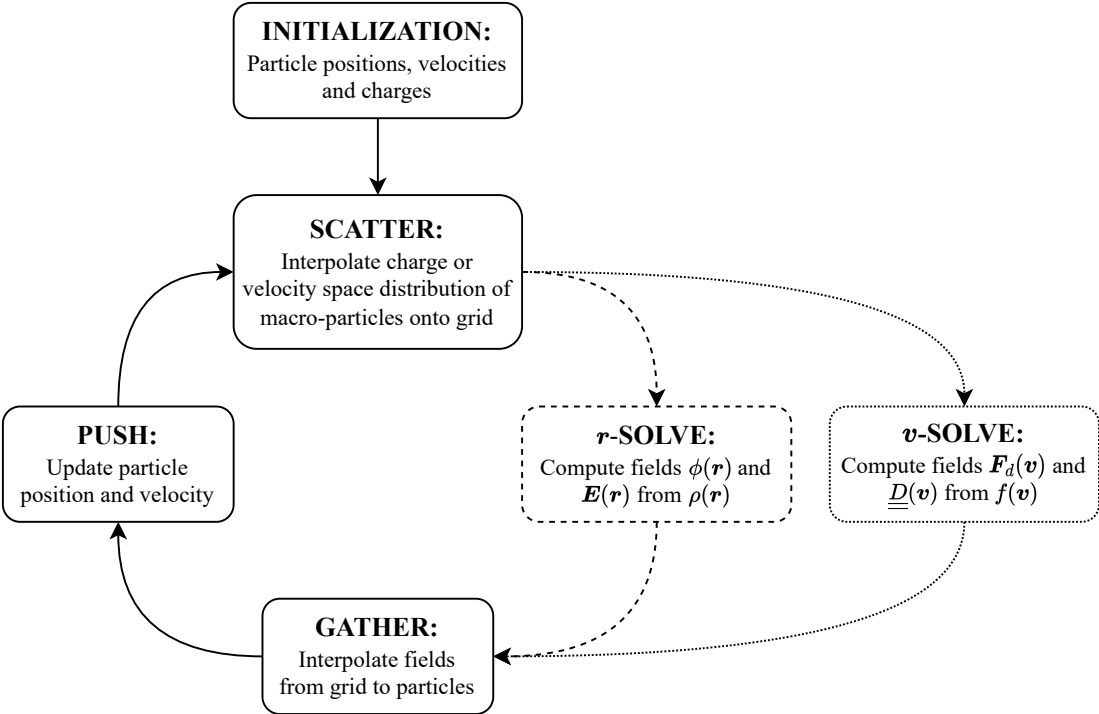 INITIALIZATION:
Particle positions, velocities
and charges
SCATTER:
Interpolate charge or
velocity space distribution of
macro-particles onto grid
PUSH:
Update particle
position and velocity
r-SOLVE:
Compute fields ϕ(r) and
E(r) from ρ(r)
v-SOLVE:
Compute fields F_d(v) and
D(v) from f(v)
GATHER:
Interpolate fields
from grid to particles